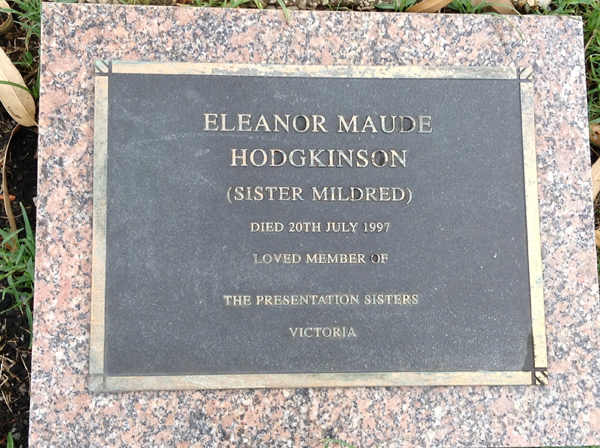 ELEANOR MAUDE
HODGKINSON
(SISTER MILDRED)
DIED 20TH JULY 1997
LOVED MEMBER OF
THE PRESENTATION SISTERS
VICTORIA